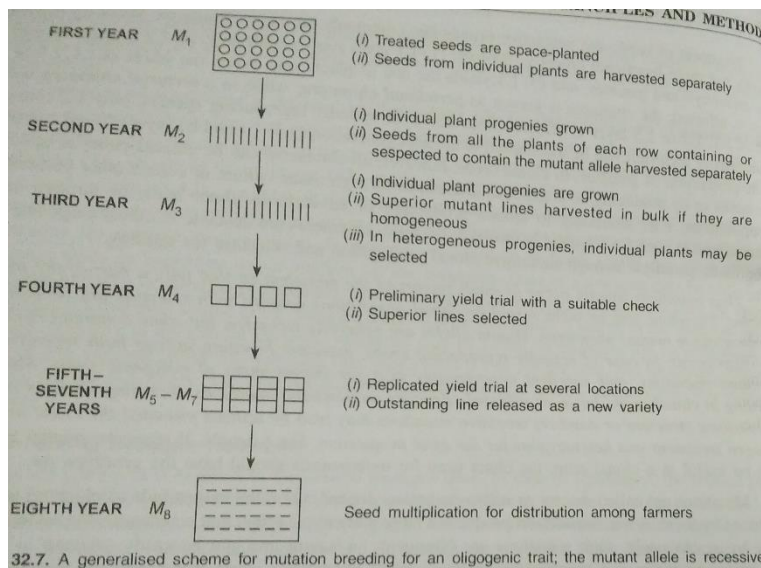 LES AND METHOD
FIRST YEAR M1
(i) Treated seeds are space-planted
(ii) Seeds from individual plants are harvested separately
SECOND YEAR M2
(i) Individual plant progenies grown
(ii) Seeds from all the plants of each row containing or
sespected to contain the mutant allele harvested separately
THIRD YEAR M3
(i) Individual plant progenies are grown
(ii) Superior mutant lines harvested in bulk if they are
homogeneous
(iii) In heterogeneous progenies, individual plants may be
selected
FOURTH YEAR M4
(i) Preliminary yield trial with a suitable check
(ii) Superior lines selected
FIFTH–
SEVENTH M5 – M7
YEARS
(i) Replicated yield trial at several locations
(ii) Outstanding line released as a new variety
EIGHTH YEAR M8
Seed multiplication for distribution among farmers
32.7. A generalised scheme for mutation breeding for an oligogenic trait; the mutant allele is recessive